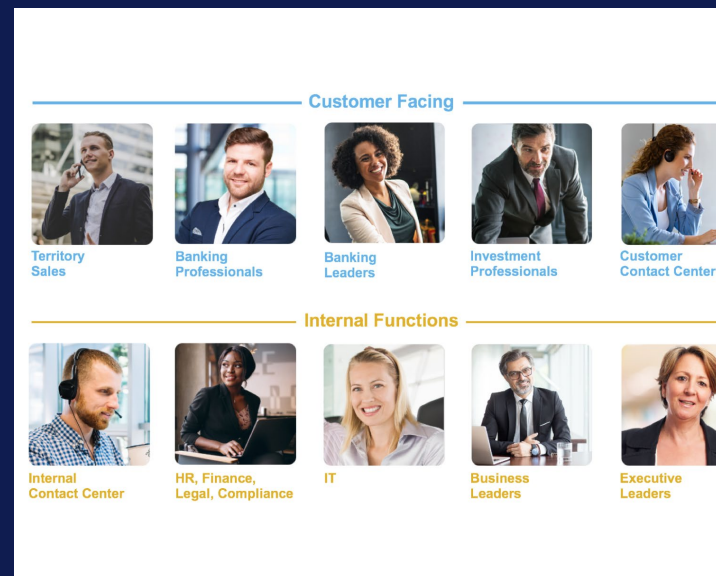 Customer Facing
Territory
Sales
Banking
Professionals
Banking
Leaders
Investment
Professionals
Customer
Contact Center
Internal Functions
Internal
Contact Center
HR, Finance,
Legal, Compliance
IT
Business
Leaders
Executive
Leaders